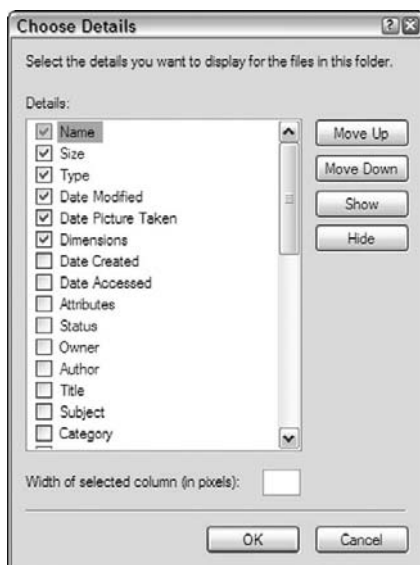 Choose Details
Select the details you want to display for the files in this folder.
Details:
Name
Size
Type
Date Modified
Date Picture Taken
Dimensions
Date Created
Date Accessed
Attributes
Status
Owner
Author
Title
Subject
Category
Move Up
Move Down
Show
Hide
Width of selected column (in pixels):
OK
Cancel